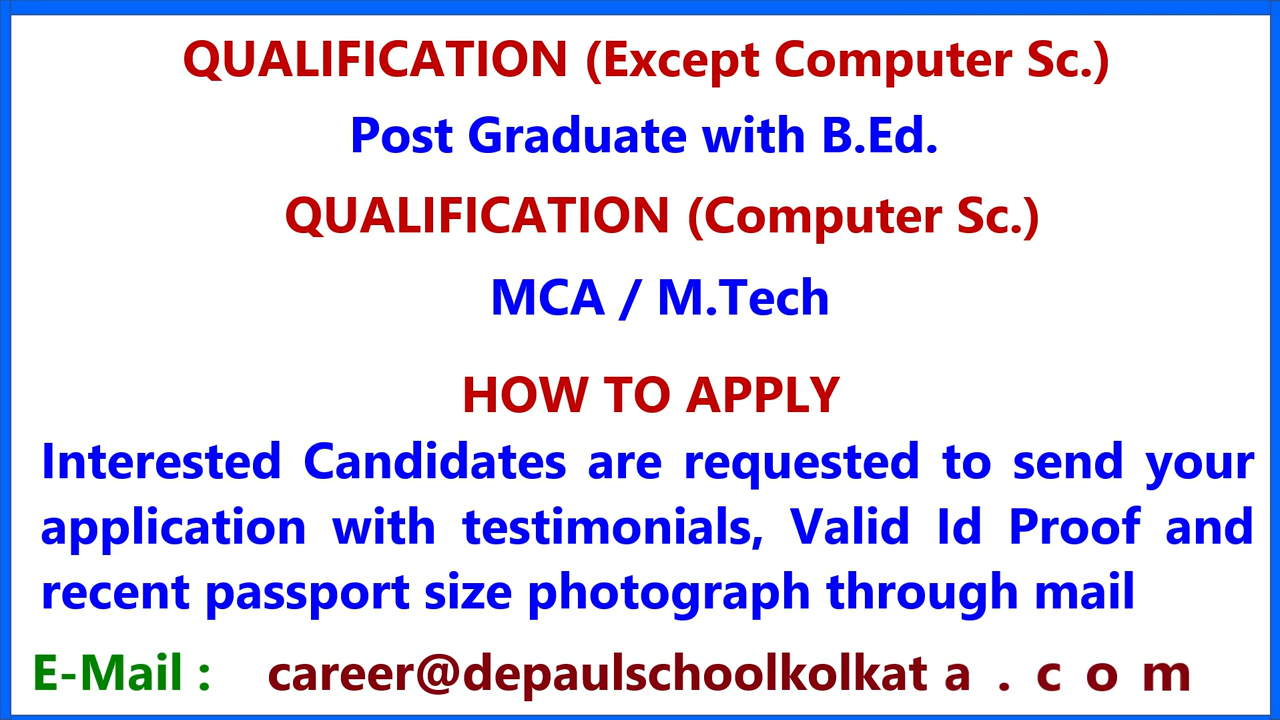 QUALIFICATION (Except Computer Sc.)
Post Graduate with B.Ed.
QUALIFICATION (Computer Sc.)
MCA / M.Tech
HOW TO APPLY
Interested Candidates are requested to send your
application with testimonials, Valid Id Proof and
recent passport size photograph through mail
E-Mail : career@depaulschoolkolkat a . c o m